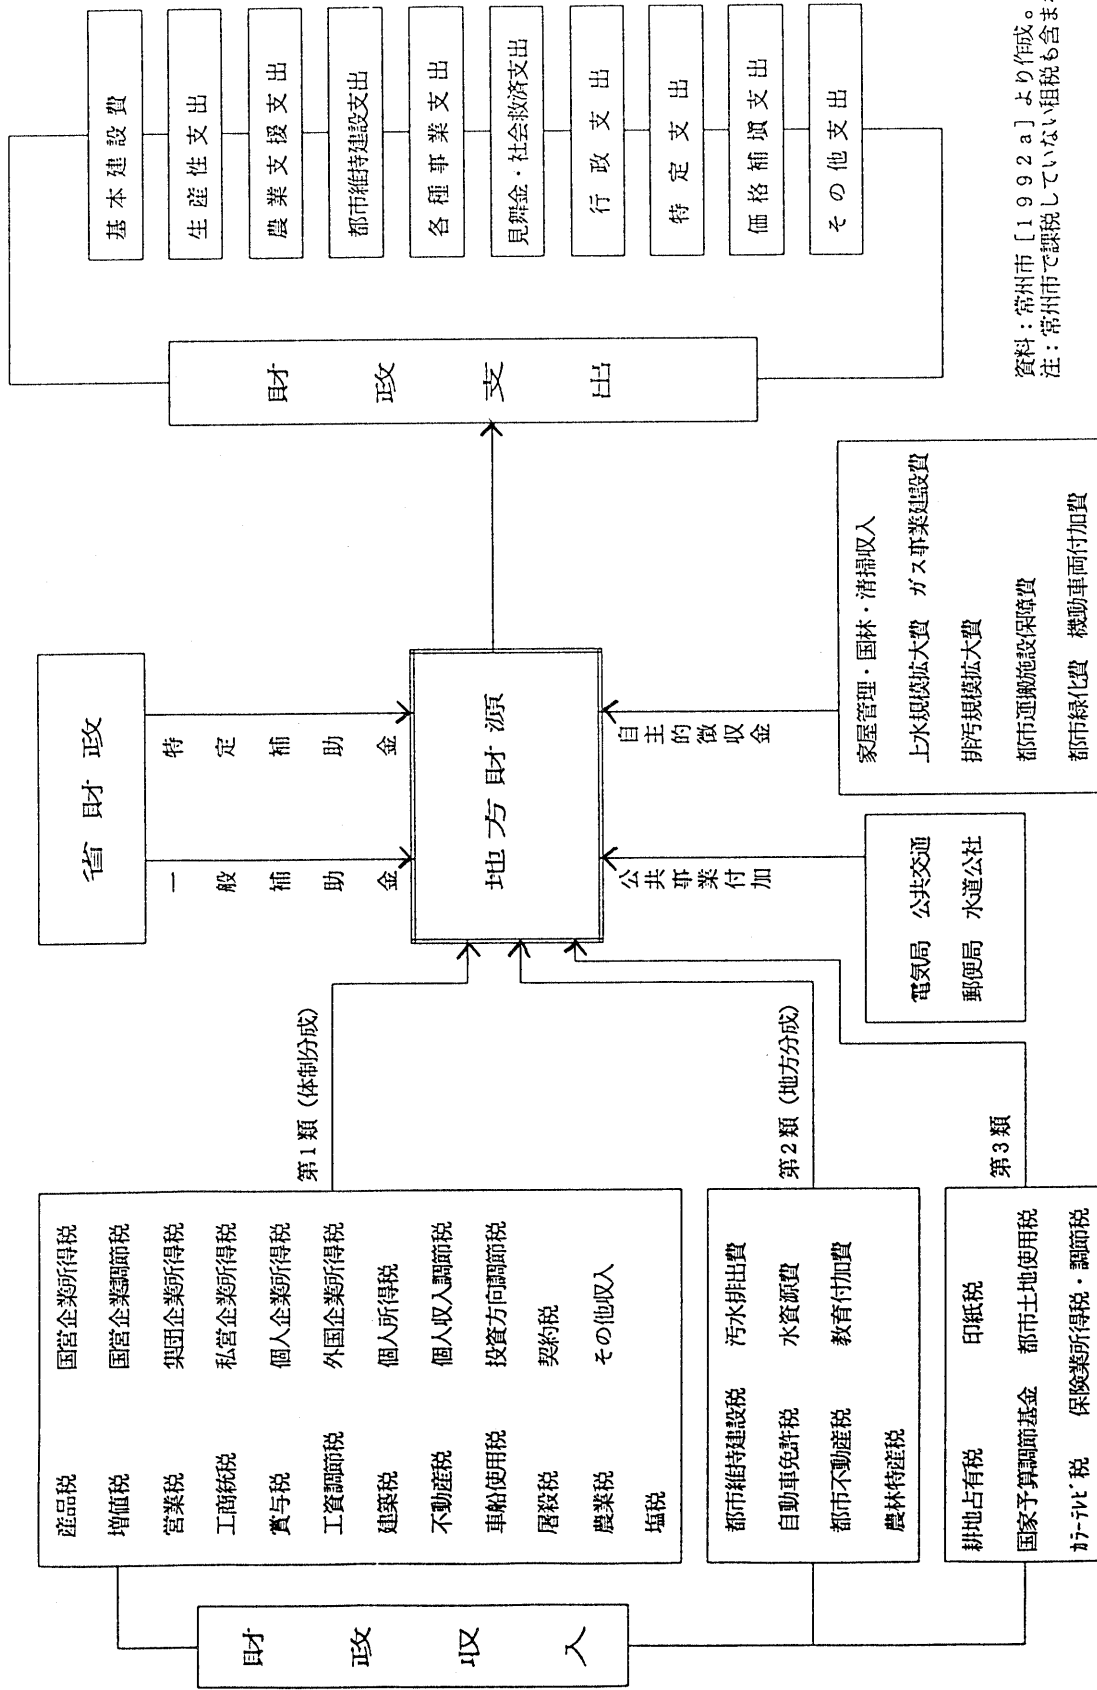 財政収入
産品税 国営企業所得税
増値税 国営企業調節税
営業税 集団企業所得税
工商統税 私営企業所得税
賞与税 個人企業所得税
工資調節税 外国企業所得税
建築税 個人所得税
不動産税 個人収入調節税
車船使用税 投資方向調節税
屠殺税 契約税
農業税 その他収入
塩税
第1類(体制分成)
都市維持建設税 汚水排出費
自動車免許税 水資源費
都市不動産税 教育付加費
農林特産税
第2類(地方分成)
耕地占有税 印紙税
国家予算調節基金 都市土地使用税
カラーテレビ税 保険業所得税・調節税
第3類
省財政
一般補助金
特定補助金
地方財源
公共事業付加
自主的徴収金
電気局 公共交通
郵便局 水道公社
家屋管理・国林・清掃収入
上水規模拡大費 ガス事業建設費
排汚規模拡大費
都市運搬施設保障費
都市緑化費 機動車両付加費
財政支出
基本建設費
生産性支出
農業支援支出
都市維持建設支出
各種事業支出
見舞金・社会救済支出
行政支出
特定支出
価格補填支出
その他支出
資料:常州市[1992a]より作成。
注:常州市で課税していない租税も含ま